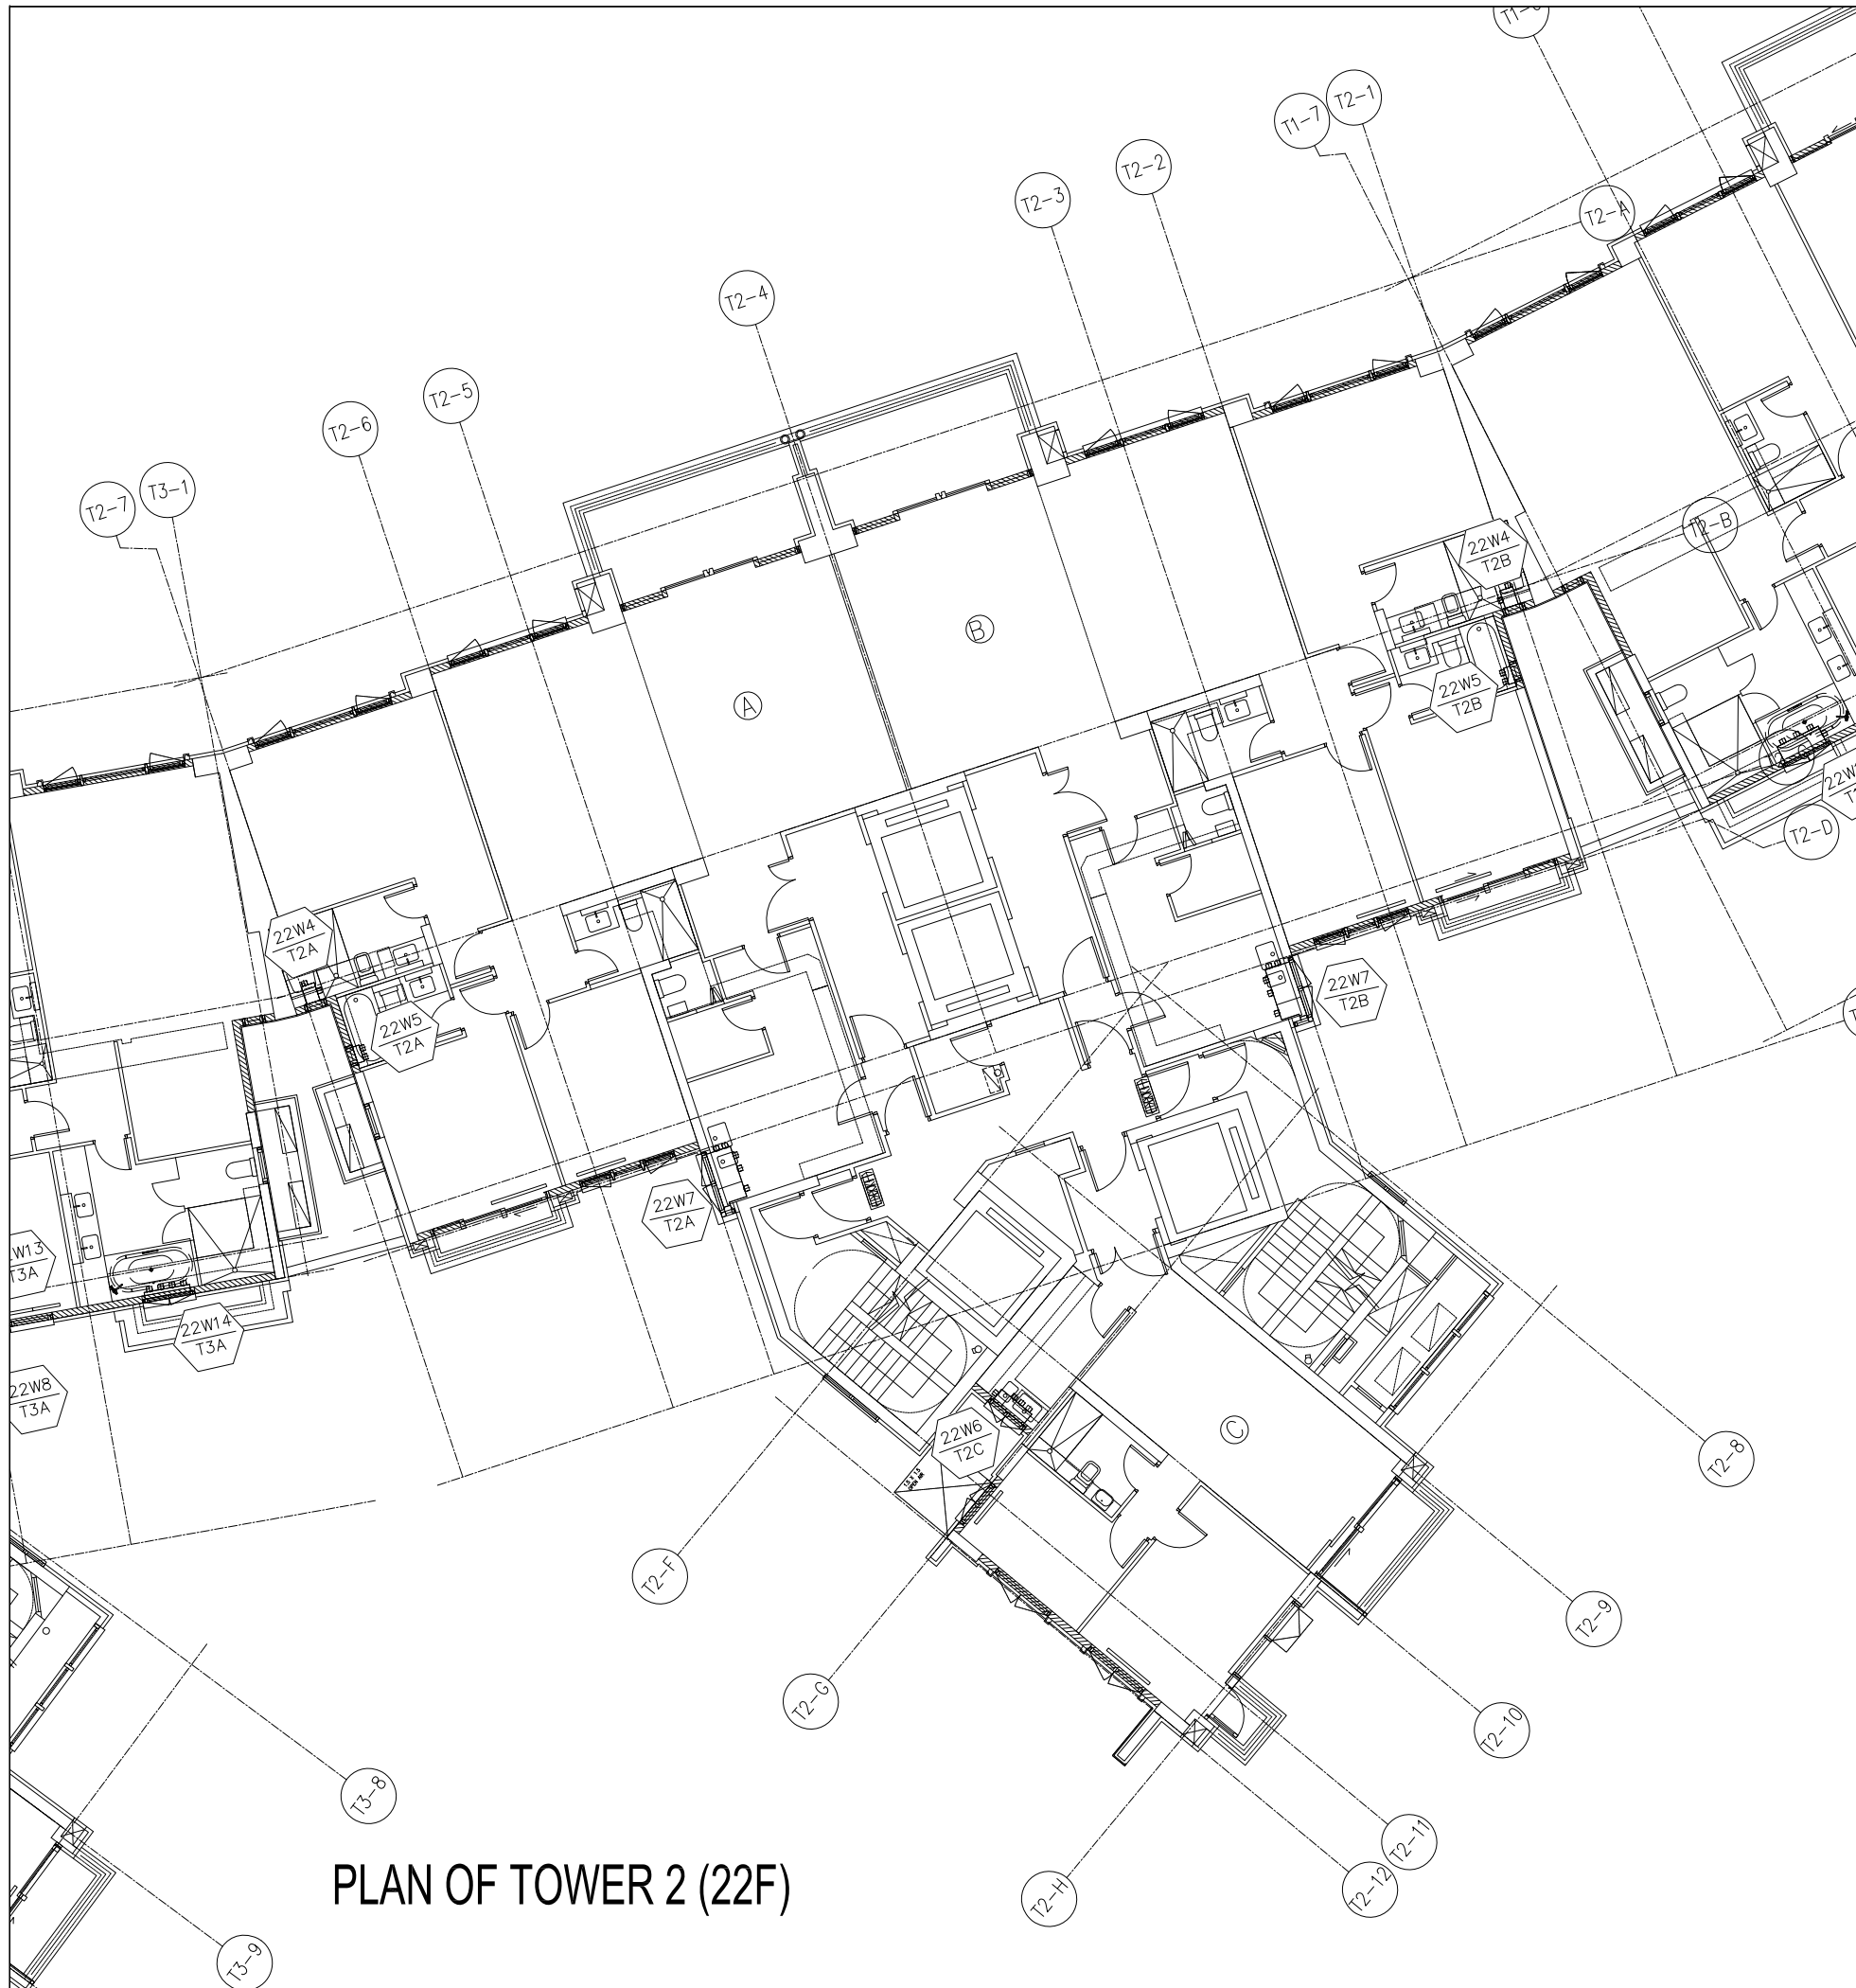 T2-1
T1-7
T2-2
T2-3
T2-A
T2-4
T2-5
T2-6
T3-1
T2-7
T2-B
22W4
T2B
B
22W5
T2B
A
T2-D
22W4
T2A
22W7
T2B
22W5
T2A
22W7
T2A
W13
T3A
22W14
T3A
22W8
T3A
C
22W6
T2C
T2-8
T2-F
T2-9
T2-G
T2-10
T3-8
T2-11
T2-12
T2-H
PLAN OF TOWER 2 (22F)
T3-9